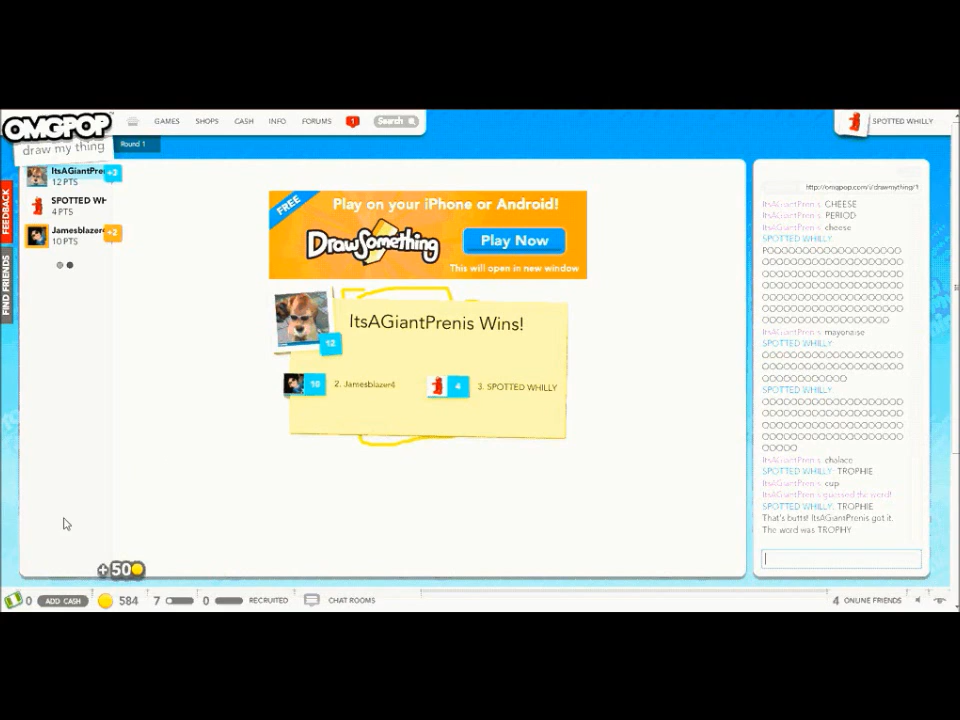 OMGPOP
draw my thing
GAMES SHOPS CASH INFO FORUMS 1 Search
SPOTTED WHILLY
Round 1
ItsAGiantPre +3
12 PTS
SPOTTED WH
4 PTS
Jamesblazer +2
10 PTS
FEEDBACK
FIND FRIENDS
FREE
Play on your iPhone or Android!
DrawSomething
Play Now
This will open in new window
ItsAGiantPrenis Wins!
12
10 2. Jamesblazer4
4 3. SPOTTED WHILLY
http://omgpop.com/s/drawmything/1
ItsAGiantPrenis: CHEESE
ItsAGiantPrenis: PERIOD
ItsAGiantPrenis: cheese
SPOTTED WHILLY:
ItsAGiantPrenis: mayonaise
SPOTTED WHILLY:
SPOTTED WHILLY:
ItsAGiantPrenis: chalace
SPOTTED WHILLY: TROPHIE
ItsAGiantPrenis: cup
ItsAGiantPrenis guessed the word!
SPOTTED WHILLY: TROPHIE
That's butts! ItsAGiantPrenis got it.
The word was TROPHY
+50
0 ADD CASH 584 7 0 RECRUITED CHAT ROOMS
4 ONLINE FRIENDS